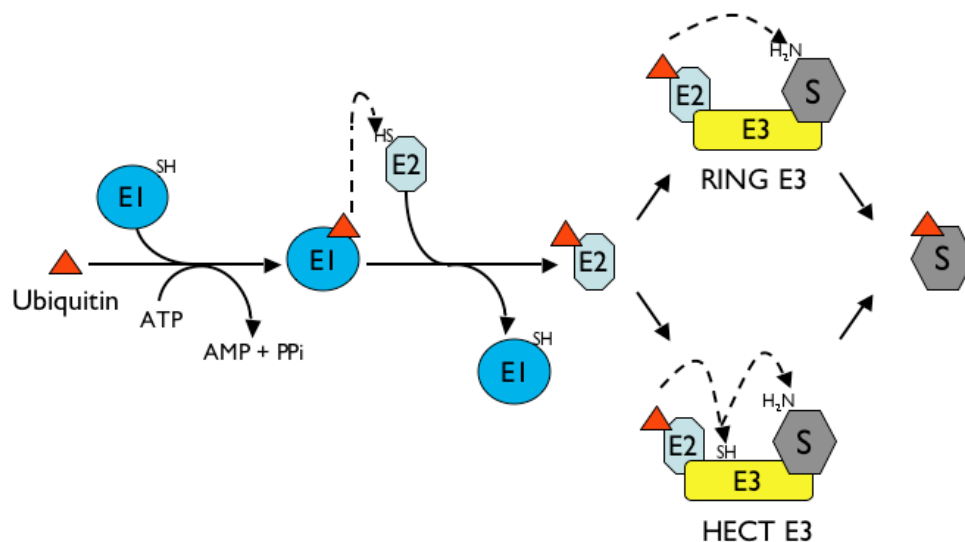 H₂N
E2
S
E3
RING E3
SH
E1
HS
E2
E1
E2
S
Ubiquitin
ATP
AMP + PPi
SH
E1
H₂N
E2
SH
S
E3
HECT E3